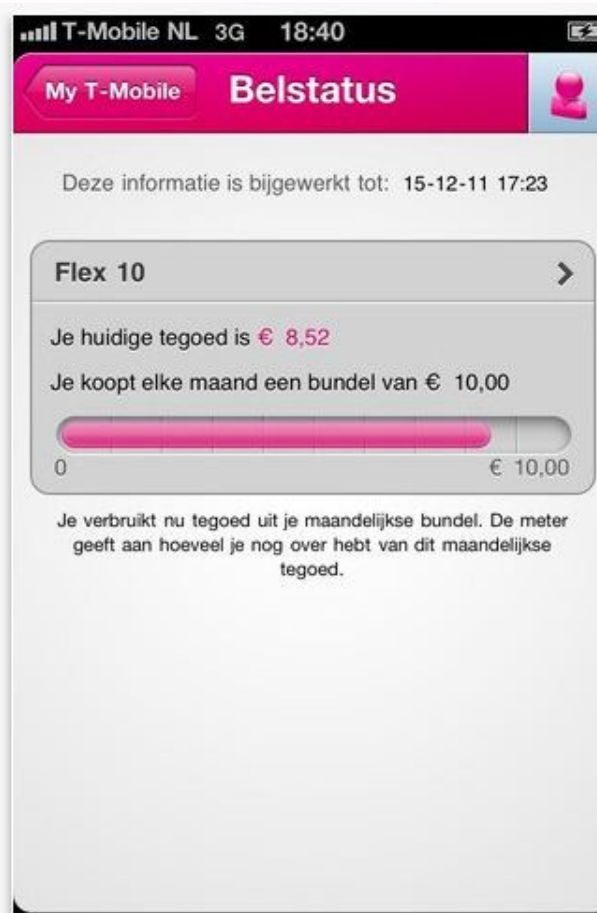 T-Mobile NL 3G 18:40
My T-Mobile Belstatus
Deze informatie is bijgewerkt tot: 15-12-11 17:23
Flex 10
Je huidige tegoed is € 8,52
Je koopt elke maand een bundel van € 10,00
0 € 10,00
Je verbruikt nu tegoed uit je maandelijkse bundel. De meter
geeft aan hoeveel je nog over hebt van dit maandelijkse
tegoed.